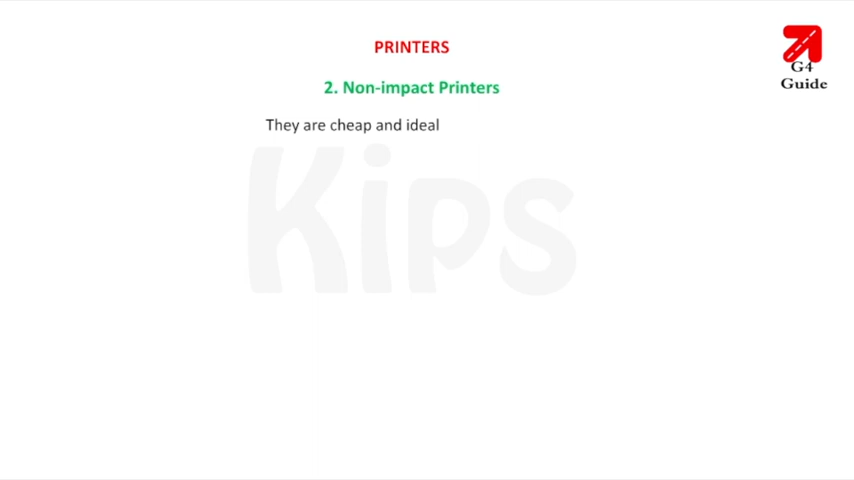 PRINTERS
G4
Guide
2. Non-impact Printers
They are cheap and ideal
Kips